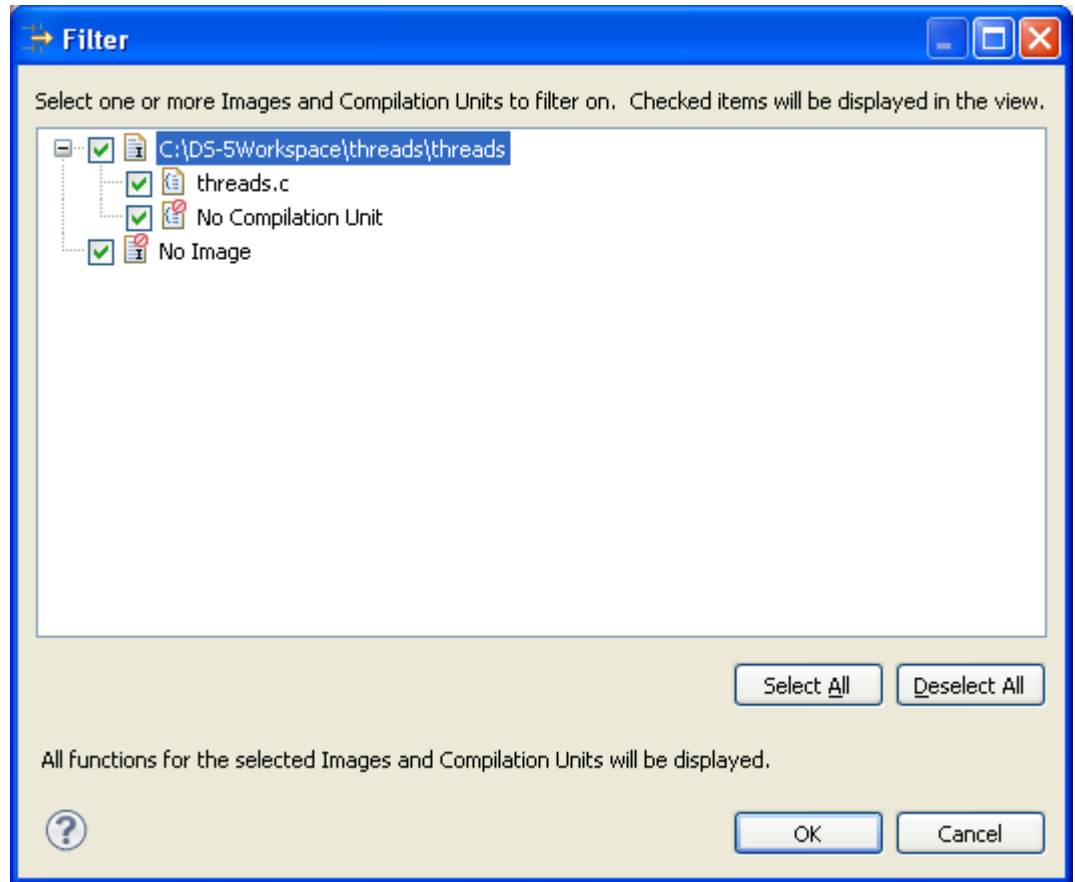 Filter
Select one or more Images and Compilation Units to filter on.  Checked items will be displayed in the view.
C:\DS-5Workspace\threads\threads
threads.c
No Compilation Unit
No Image
Select All
Deselect All
All functions for the selected Images and Compilation Units will be displayed.
OK
Cancel